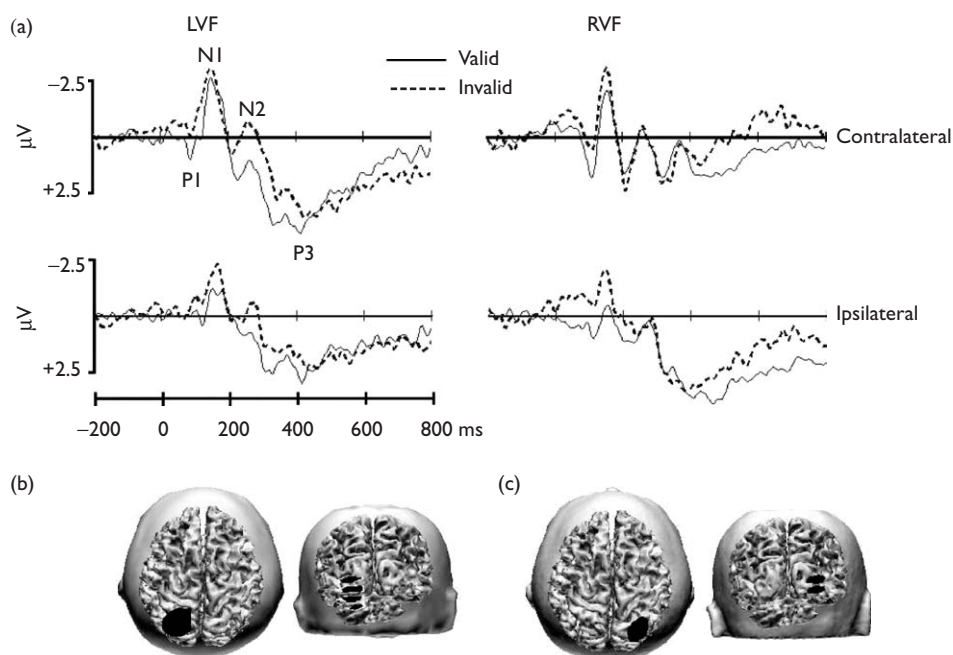 (a)
LVF
RVF
N1
Valid
Invalid
−2.5
N2
µV
Contralateral
P1
+2.5
P3
−2.5
µV
Ipsilateral
+2.5
−200 0 200 400 600 800 ms
(b)
(c)